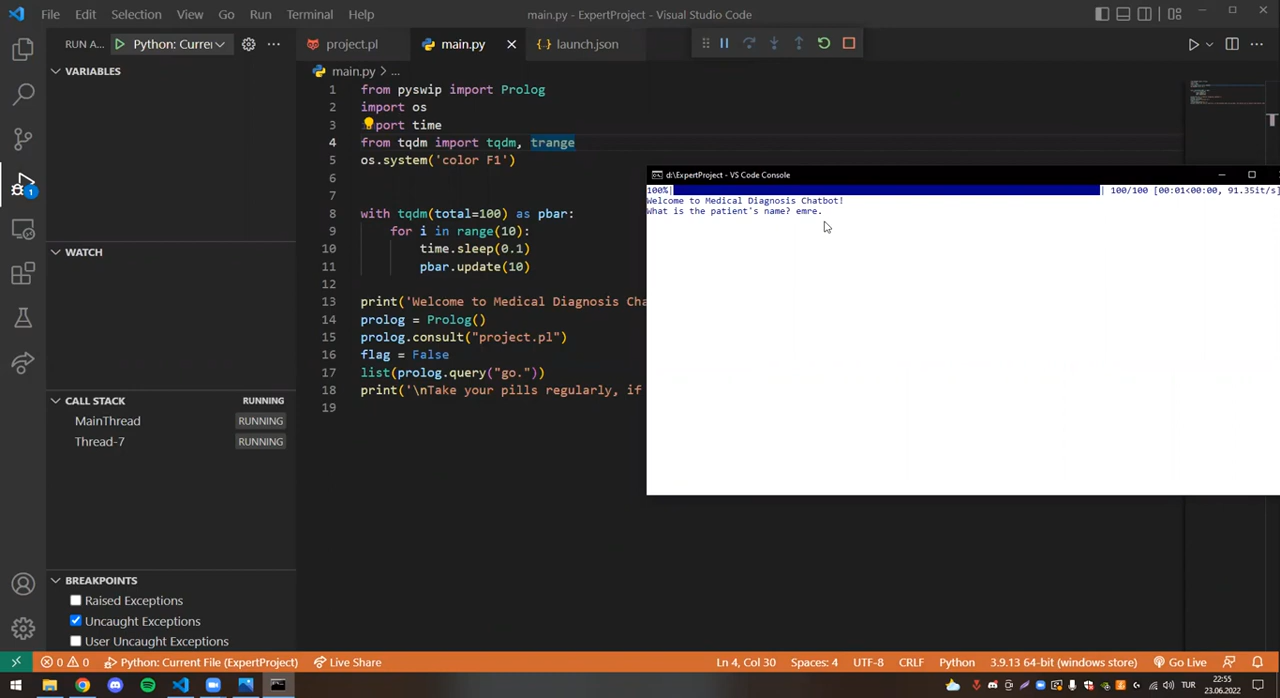 File Edit Selection View Go Run Terminal Help
main.py - ExpertProject - Visual Studio Code
RUN A... Python: Curre
project.pl main.py launch.json
main.py > ...
VARIABLES
1 from pyswip import Prolog
2 import os
3 port time
4 from tqdm import tqdm, trange
5 os.system('color F1')
6
7
8 with tqdm(total=100) as pbar:
9 for i in range(10):
10 time.sleep(0.1)
11 pbar.update(10)
12
13 print('Welcome to Medical Diagnosis Cha
14 prolog = Prolog()
15 prolog.consult("project.pl")
16 flag = False
17 list(prolog.query("go."))
18 print('\nTake your pills regularly, if
19
d:\ExpertProject - VS Code Console
100%| | 100/100 [00:01<00:00, 91.35it/s]
Welcome to Medical Diagnosis Chatbot!
What is the patient's name? emre.
1
WATCH
CALL STACK RUNNING
MainThread RUNNING
Thread-7 RUNNING
BREAKPOINTS
Raised Exceptions
Uncaught Exceptions
User Uncaught Exceptions
0 0 Python: Current File (ExpertProject) Live Share
Ln 4, Col 30 Spaces: 4 UTF-8 CRLF Python 3.9.13 64-bit (windows store) Go Live
TUR
22:55
23.06.2022